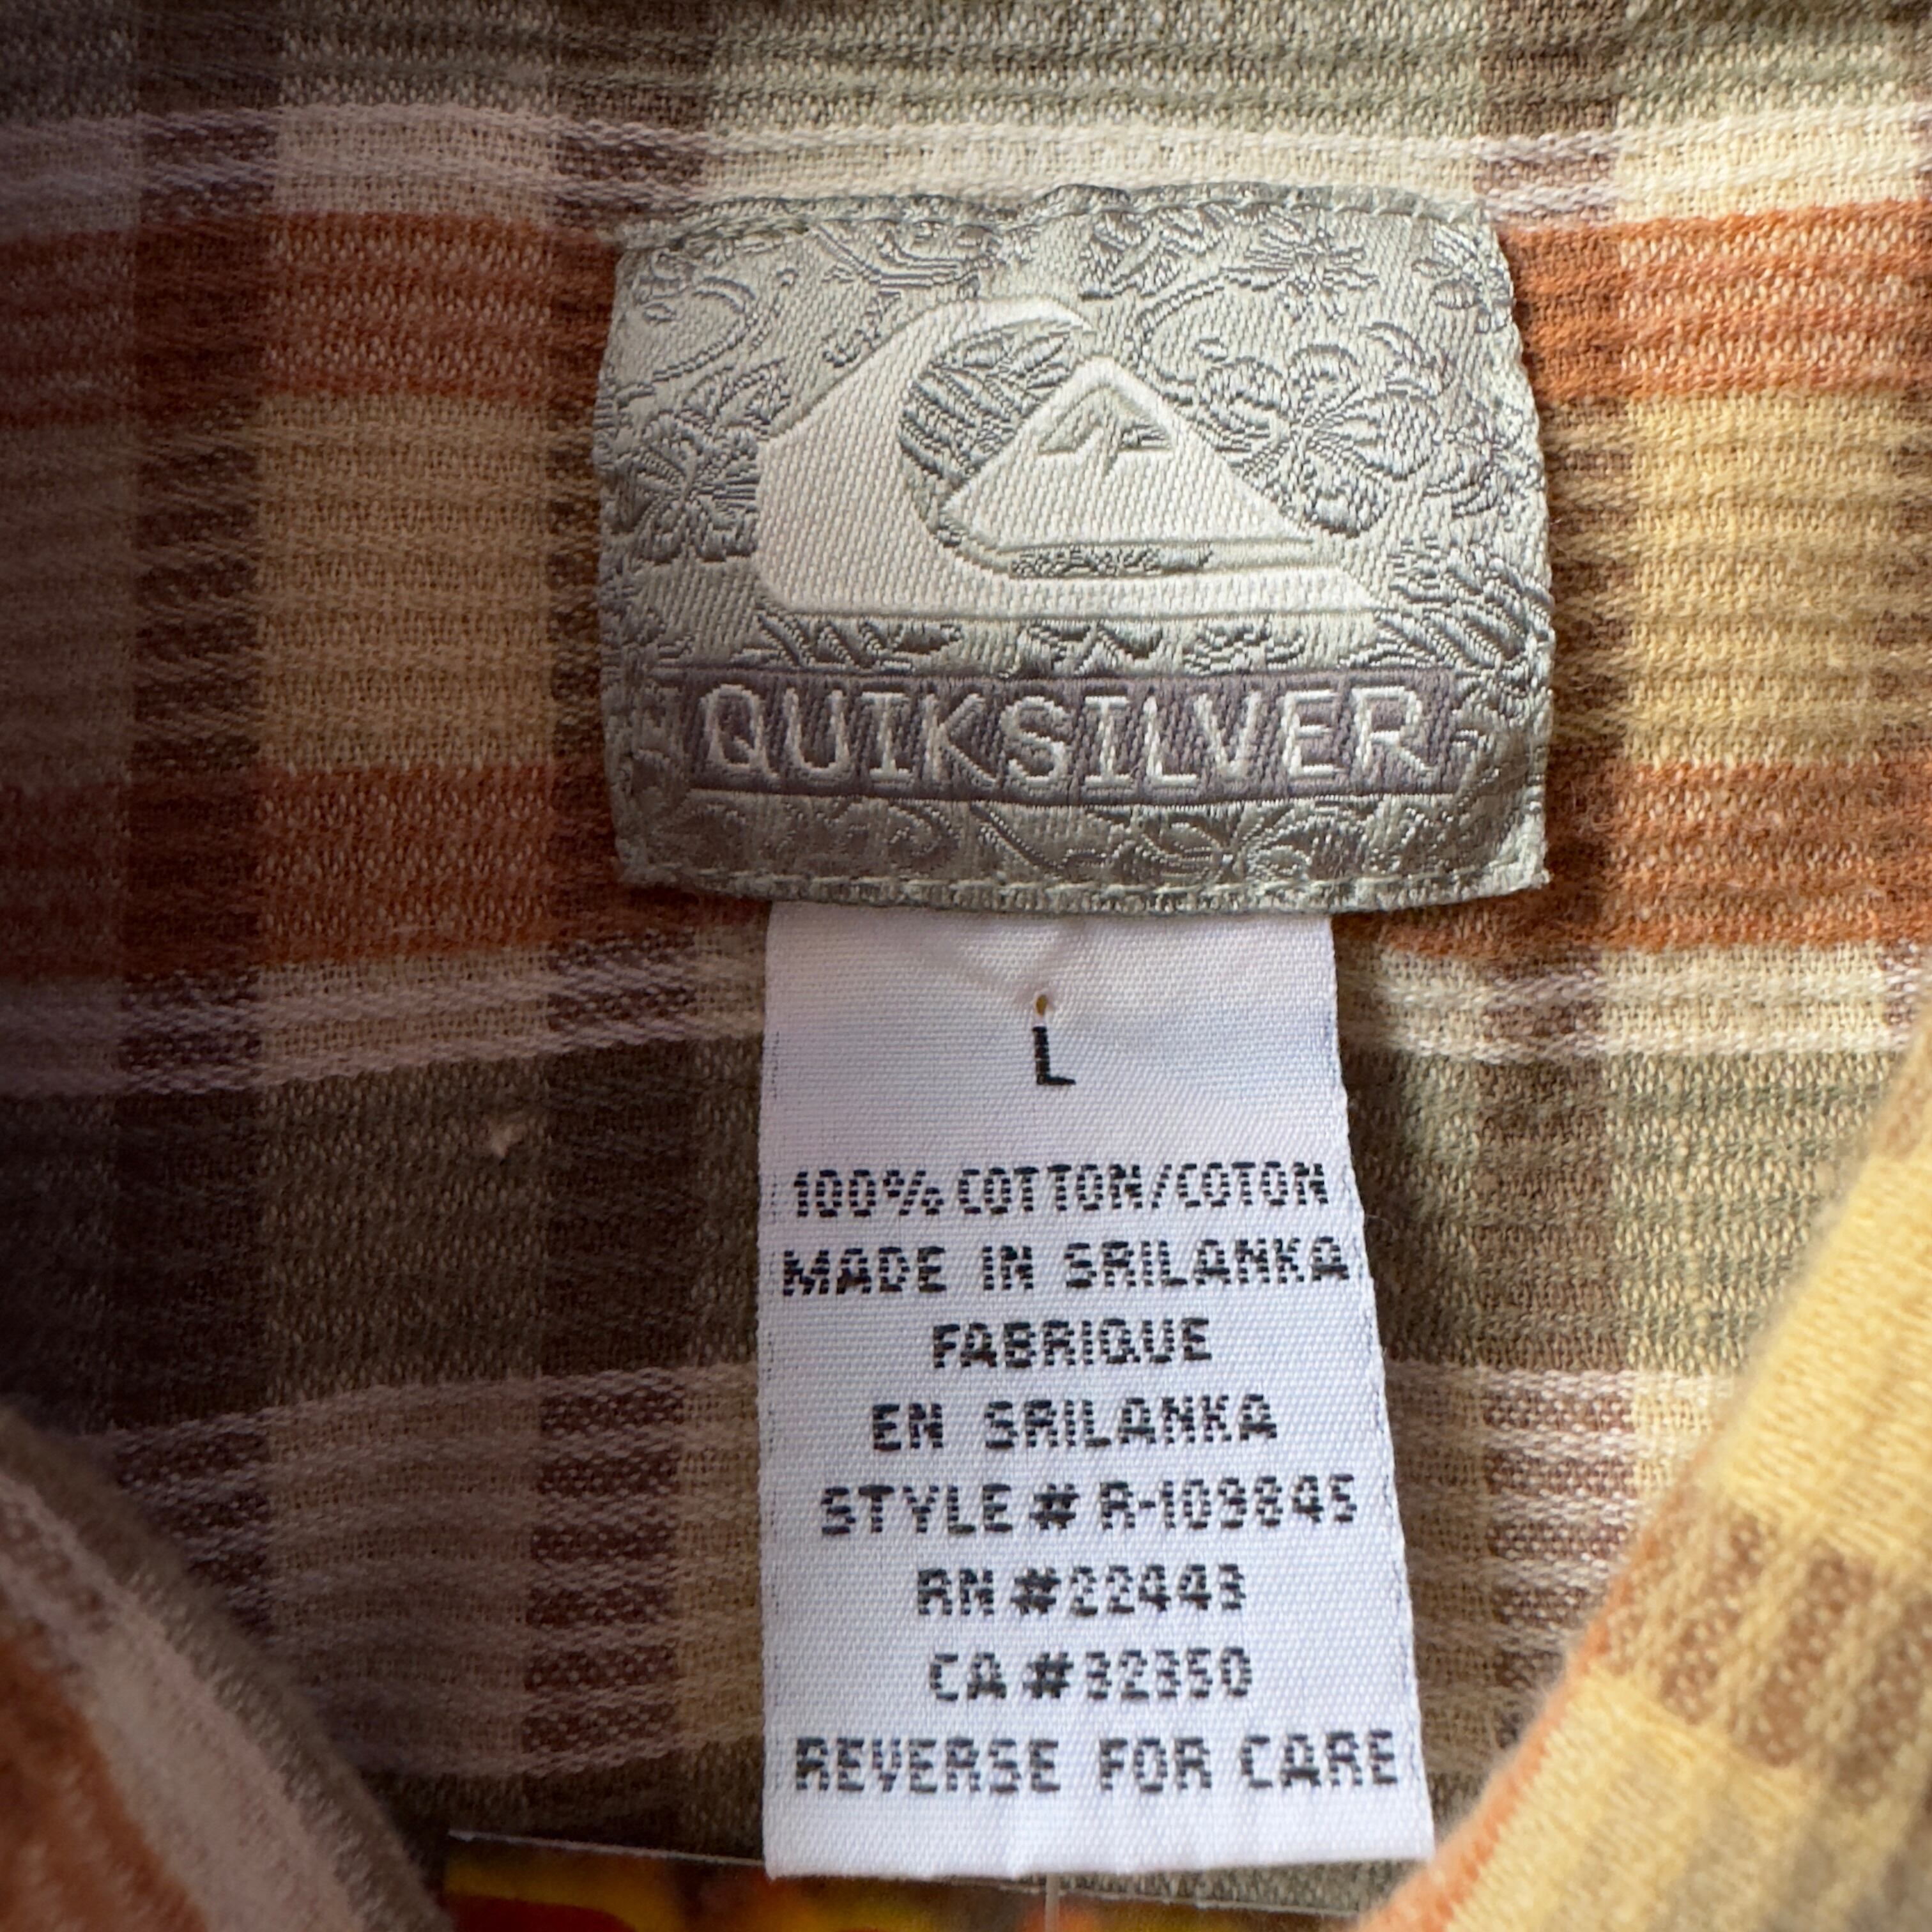 QUIKSILVER
L
100% COTTON/COTON
MADE IN SRILANKA
FABRIQUE
EN SRILANKA
STYLE # R-109845
RN #22443
CA #32350
REVERSE FOR CARE